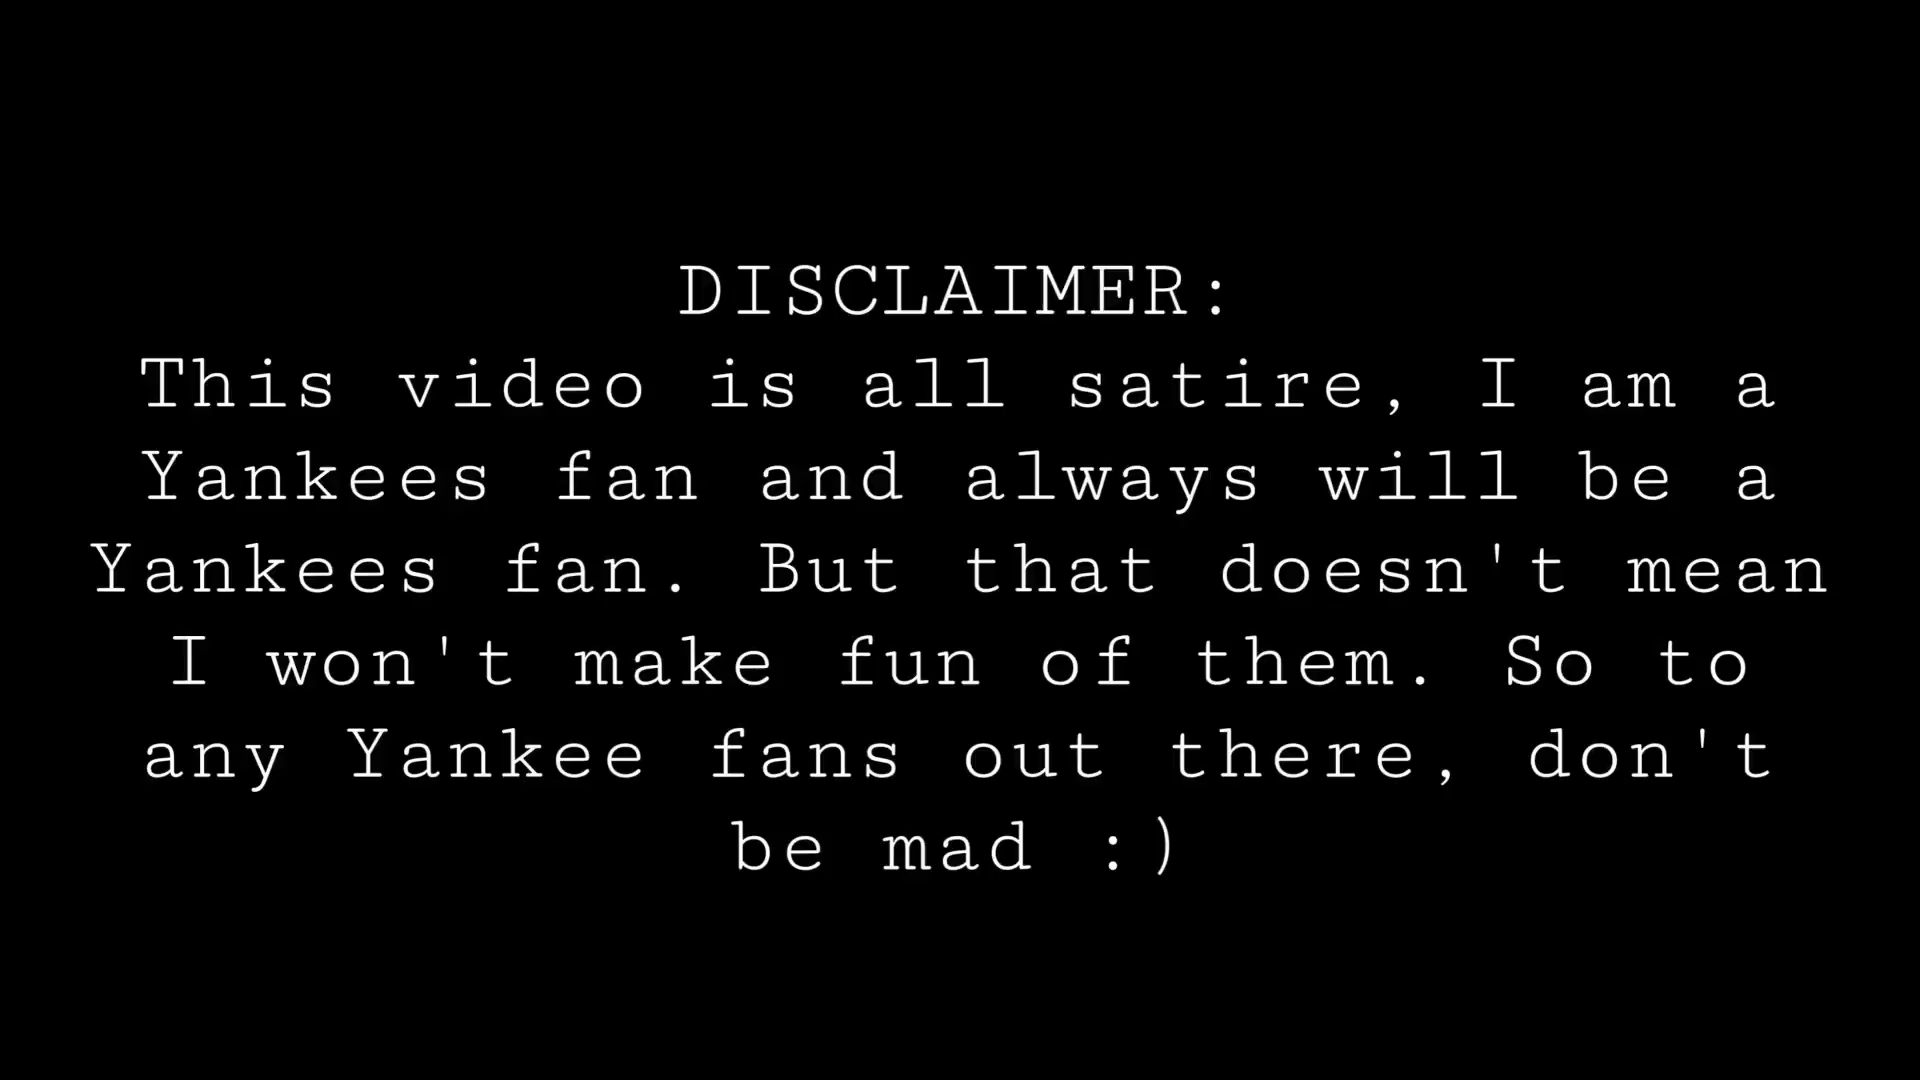 DISCLAIMER:
This video is all satire, I am a
Yankees fan and always will be a
Yankees fan. But that doesn't mean
I won't make fun of them. So to
any Yankee fans out there, don't
be mad :)